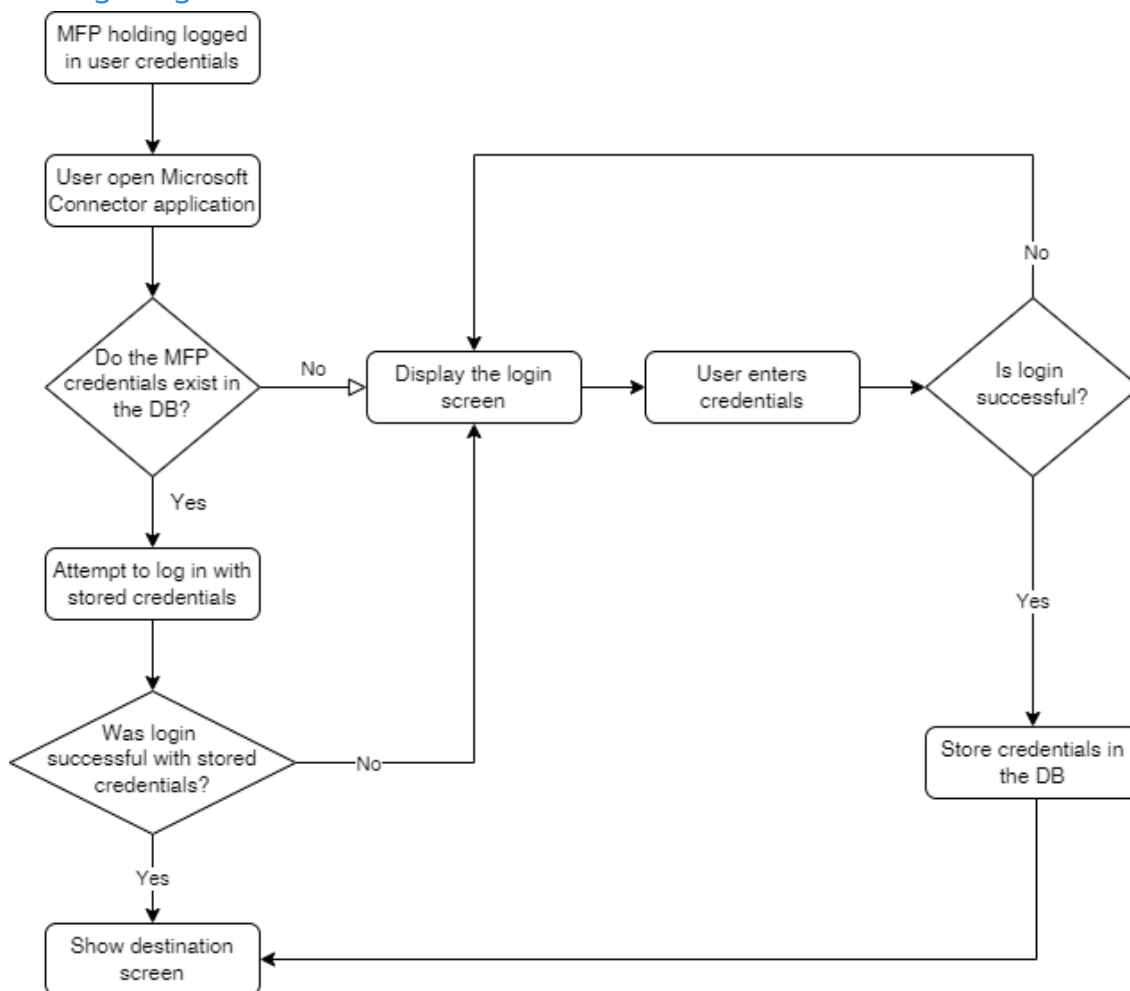 MFP holding logged
in user credentials
User open Microsoft
Connector application
No
Do the MFP
credentials exist in
the DB?
No
Display the login
screen
User enters
credentials
Is login
successful?
Yes
Attempt to log in with
stored credentials
Yes
Was login
successful with stored
credentials?
No
Store credentials in
the DB
Yes
Show destination
screen